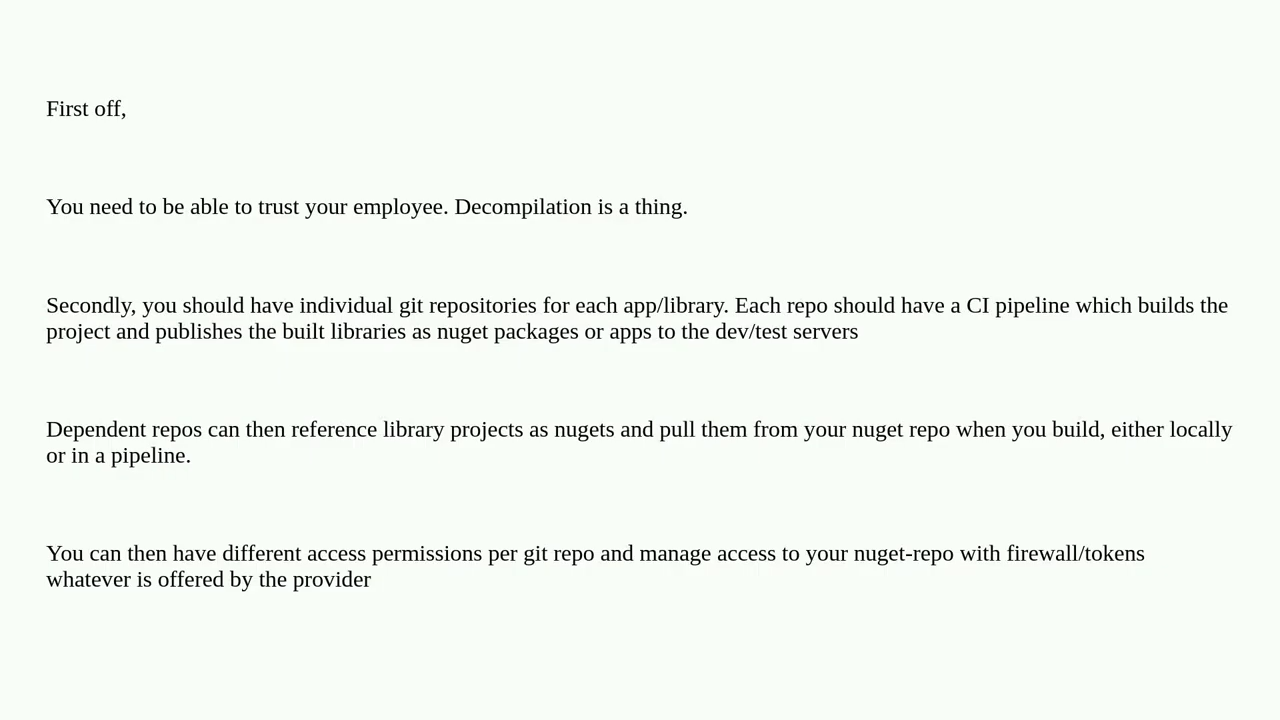 First off,
You need to be able to trust your employee. Decompilation is a thing.
Secondly, you should have individual git repositories for each app/library. Each repo should have a CI pipeline which builds the
project and publishes the built libraries as nuget packages or apps to the dev/test servers
Dependent repos can then reference library projects as nugets and pull them from your nuget repo when you build, either locally
or in a pipeline.
You can then have different access permissions per git repo and manage access to your nuget-repo with firewall/tokens
whatever is offered by the provider